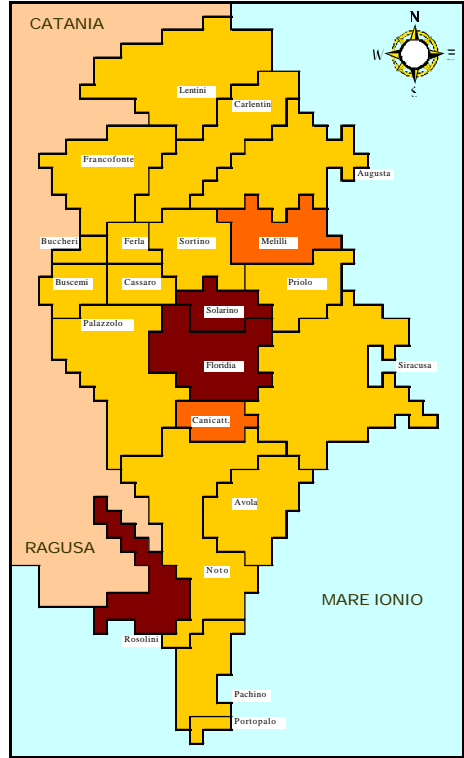 CATANIA
N
W
E
S
Lentini
Carlentin
Francofonte
Augusta
Buccheri
Ferla
Sortino
Melilli
Buscemi
Cassaro
Priolo
Solarino
Palazzolo
Floridia
Siracusa
Canicatt.
Avola
RAGUSA
Noto
MARE IONIO
Rosolini
Pachino
Portopalo